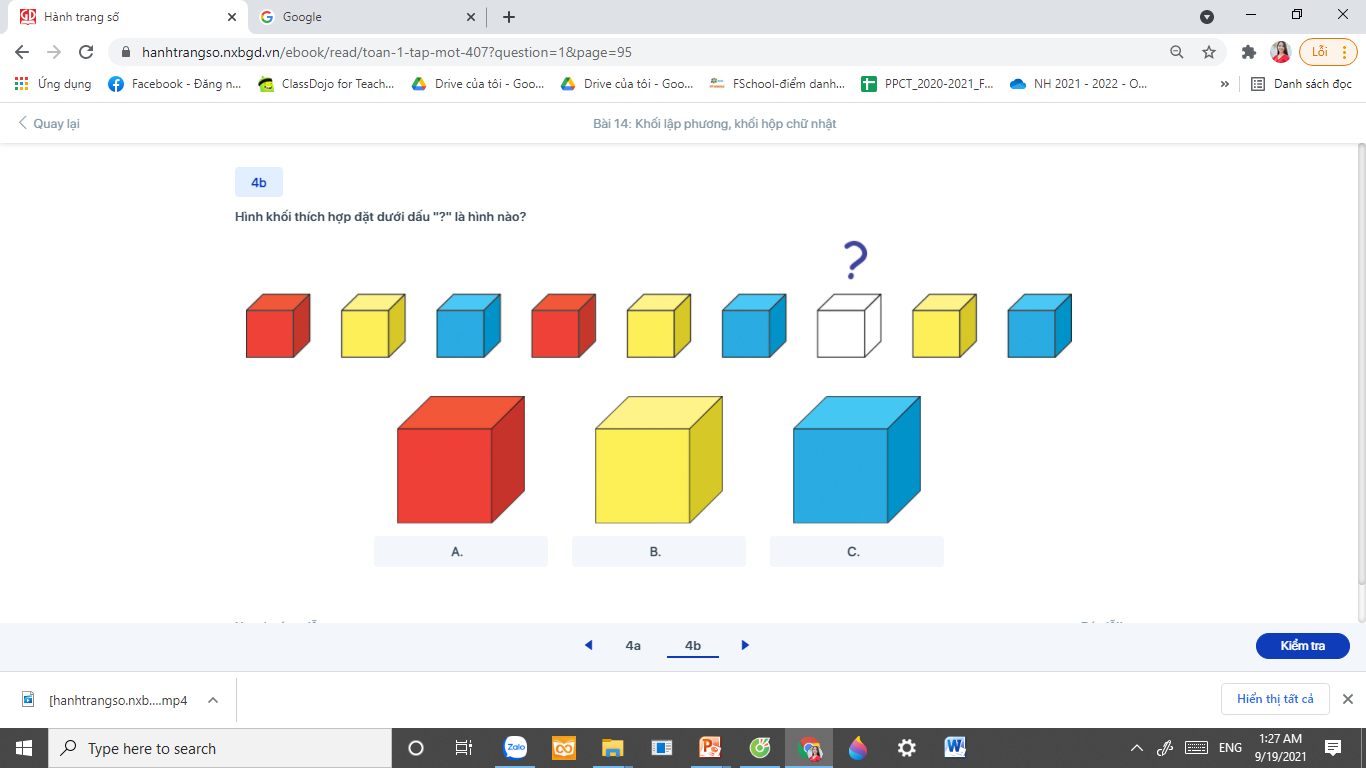 Hành trang số
Google
hanhtrangso.nxbgd.vn/ebook/read/toan-1-tap-mot-407?question=1&page=95
Lỗi
Ứng dụng
Facebook - Đăng n...
ClassDojo for Teach...
Drive của tôi - Goo...
Drive của tôi - Goo...
FSchool-điểm danh...
PPCT_2020-2021_F...
NH 2021 - 2022 - O...
»
Danh sách đọc
Quay lại
Bài 14: Khối lập phương, khối hộp chữ nhật
4b
Hình khối thích hợp đặt dưới dấu "?" là hình nào?
?
A.
B.
C.
4a
4b
Kiểm tra
[hanhtrangso.nxb....mp4
Hiển thị tất cả
Type here to search
Zalo
ENG
1:27 AM
9/19/2021